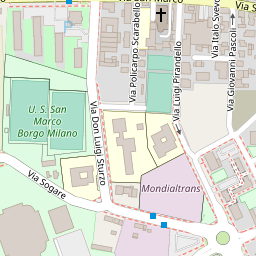 San Marco
Via S
Via Policarpo Scarabello
Via Luigi Pirandello
Via Italo Svevo
Via Giovanni Pascoli
U. S. San
Marco
Borgo Milano
Via Don Luigi Sturzo
Via Sogare
Mondialtrans